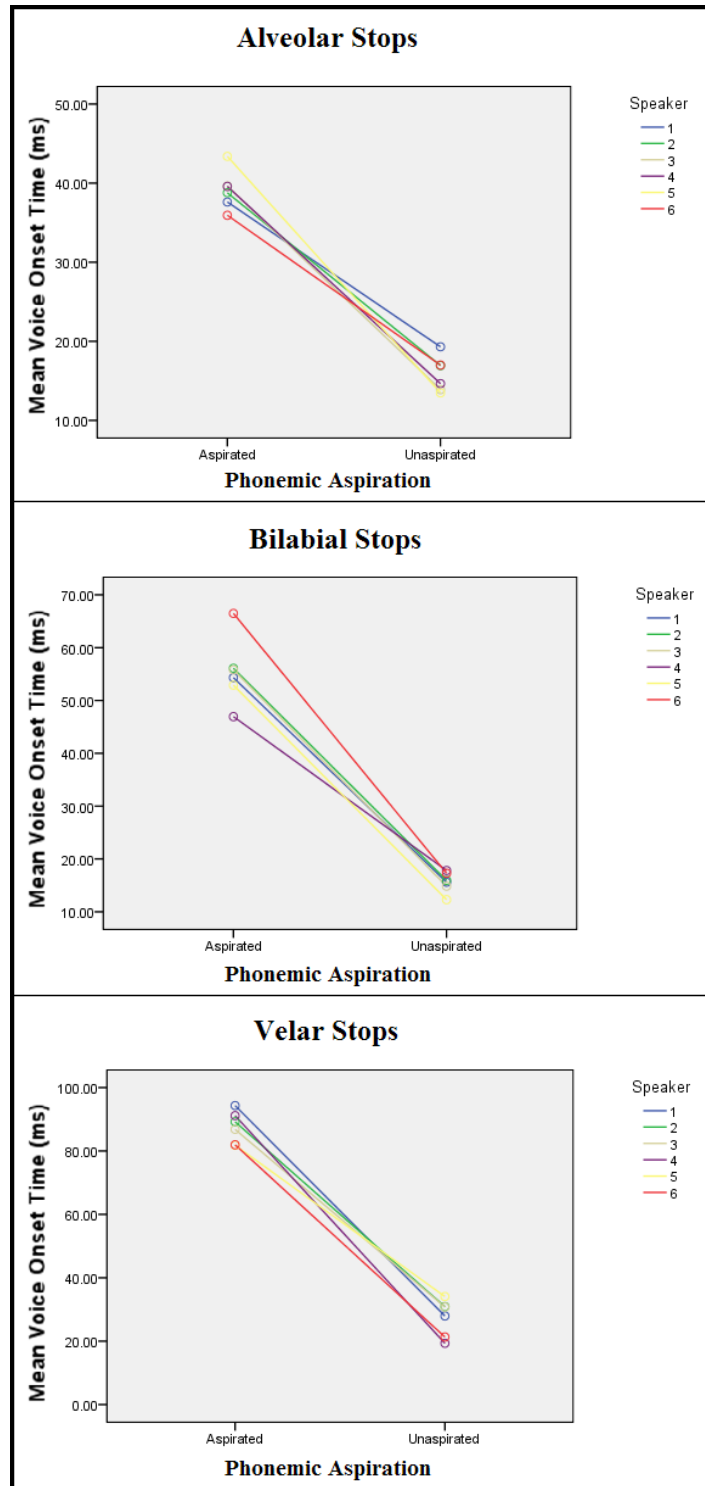 Alveolar Stops
Mean Voice Onset Time (ms)
50.00
40.00
30.00
20.00
10.00
Aspirated Unaspirated
Phonemic Aspiration
Speaker
1
2
3
4
5
6
Bilabial Stops
Mean Voice Onset Time (ms)
70.00
60.00
50.00
40.00
30.00
20.00
10.00
Aspirated Unaspirated
Phonemic Aspiration
Speaker
1
2
3
4
5
6
Velar Stops
Mean Voice Onset Time (ms)
100.00
80.00
60.00
40.00
20.00
0.00
Aspirated Unaspirated
Phonemic Aspiration
Speaker
1
2
3
4
5
6